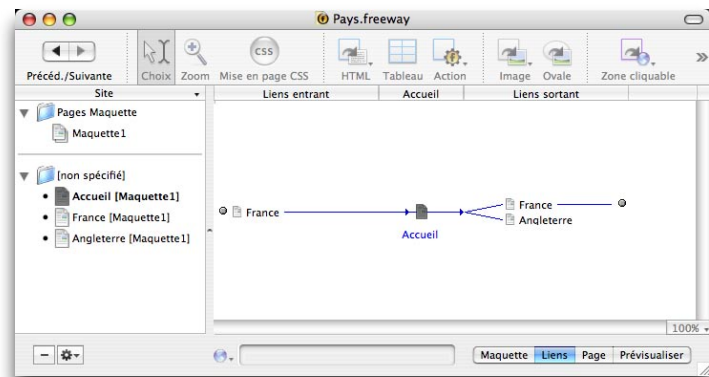 Pays.freeway
Précéd./Suivante Choix Zoom Mise en page CSS HTML Tableau Action Image Ovale Zone cliquable
css
Site Liens entrant Accueil Liens sortant
Pages Maquette
Maquette1
[non spécifié]
Accueil [Maquette1]
France [Maquette1]
Angleterre [Maquette1]
France
Accueil
France
Angleterre
100%
Maquette Liens Page Prévisualiser